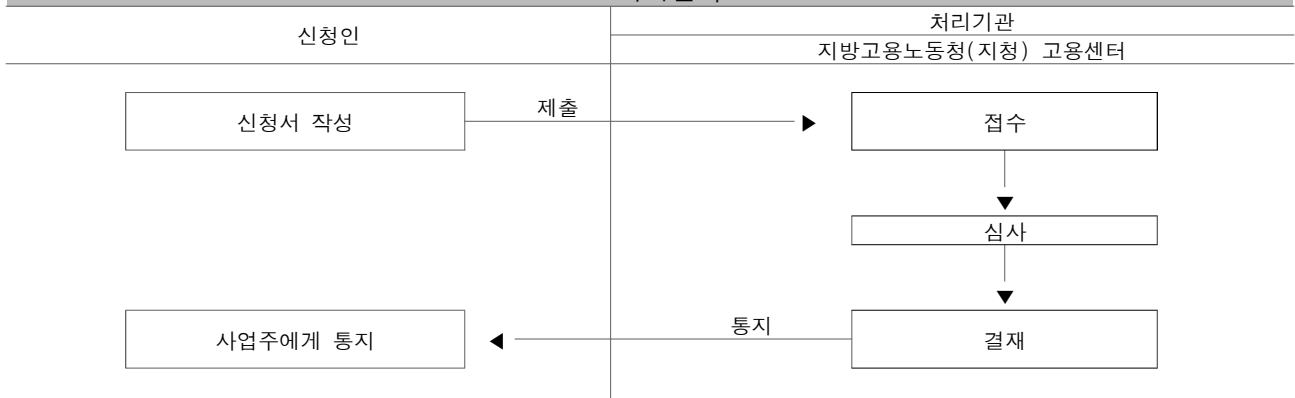 신청인
처리기관
지방고용노동청(지청) 고용센터
신청서 작성
제출
접수
심사
사업주에게 통지
통지
결재